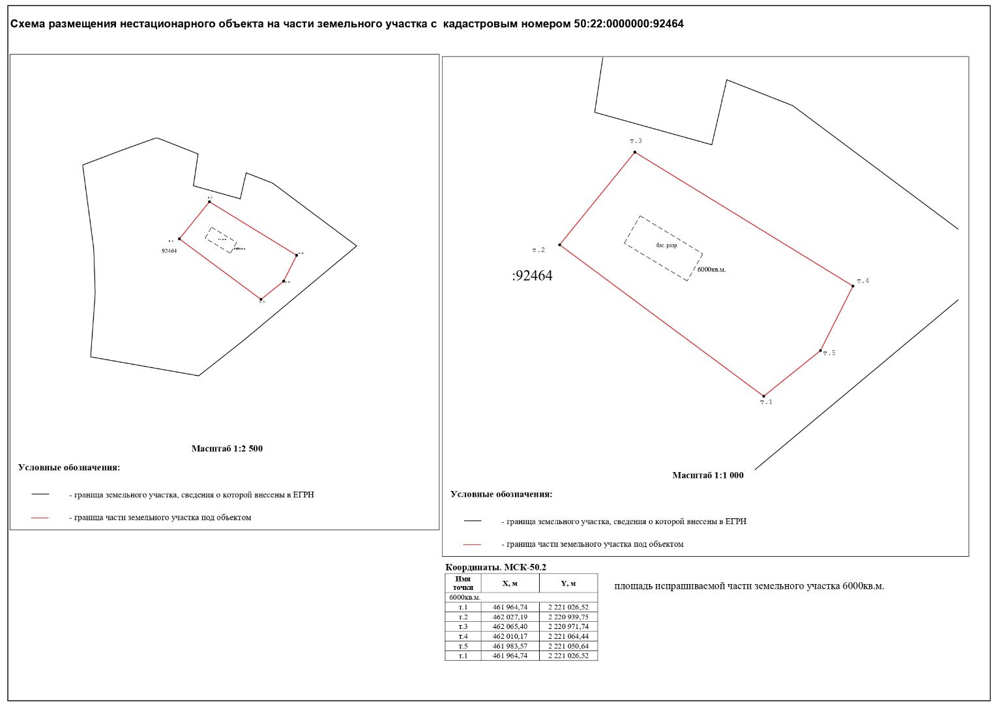 Схема размещения нестационарного объекта на части земельного участка с  кадастровым номером 50:22:0000000:92464
:92464
Масштаб 1:2 500
Условные обозначения:
- граница земельного участка, сведения о которой внесены в ЕГРН
- граница части земельного участка под объектом
т.3
т.2
бас. разр.
6000кв.м.
:92464
т.4
т.5
т.1
Масштаб 1:1 000
Условные обозначения:
- граница земельного участка, сведения о которой внесены в ЕГРН
- граница части земельного участка под объектом
Координаты. МСК-50.2
Имя точки X, м Y, м
6000кв.м.
т.1 461 964,74 2 221 026,52
т.2 462 027,19 2 220 939,75
т.3 462 065,40 2 220 971,74
т.4 462 010,17 2 221 064,44
т.5 461 983,57 2 221 050,64
т.1 461 964,74 2 221 026,52
площадь испрашиваемой части земельного участка 6000кв.м.